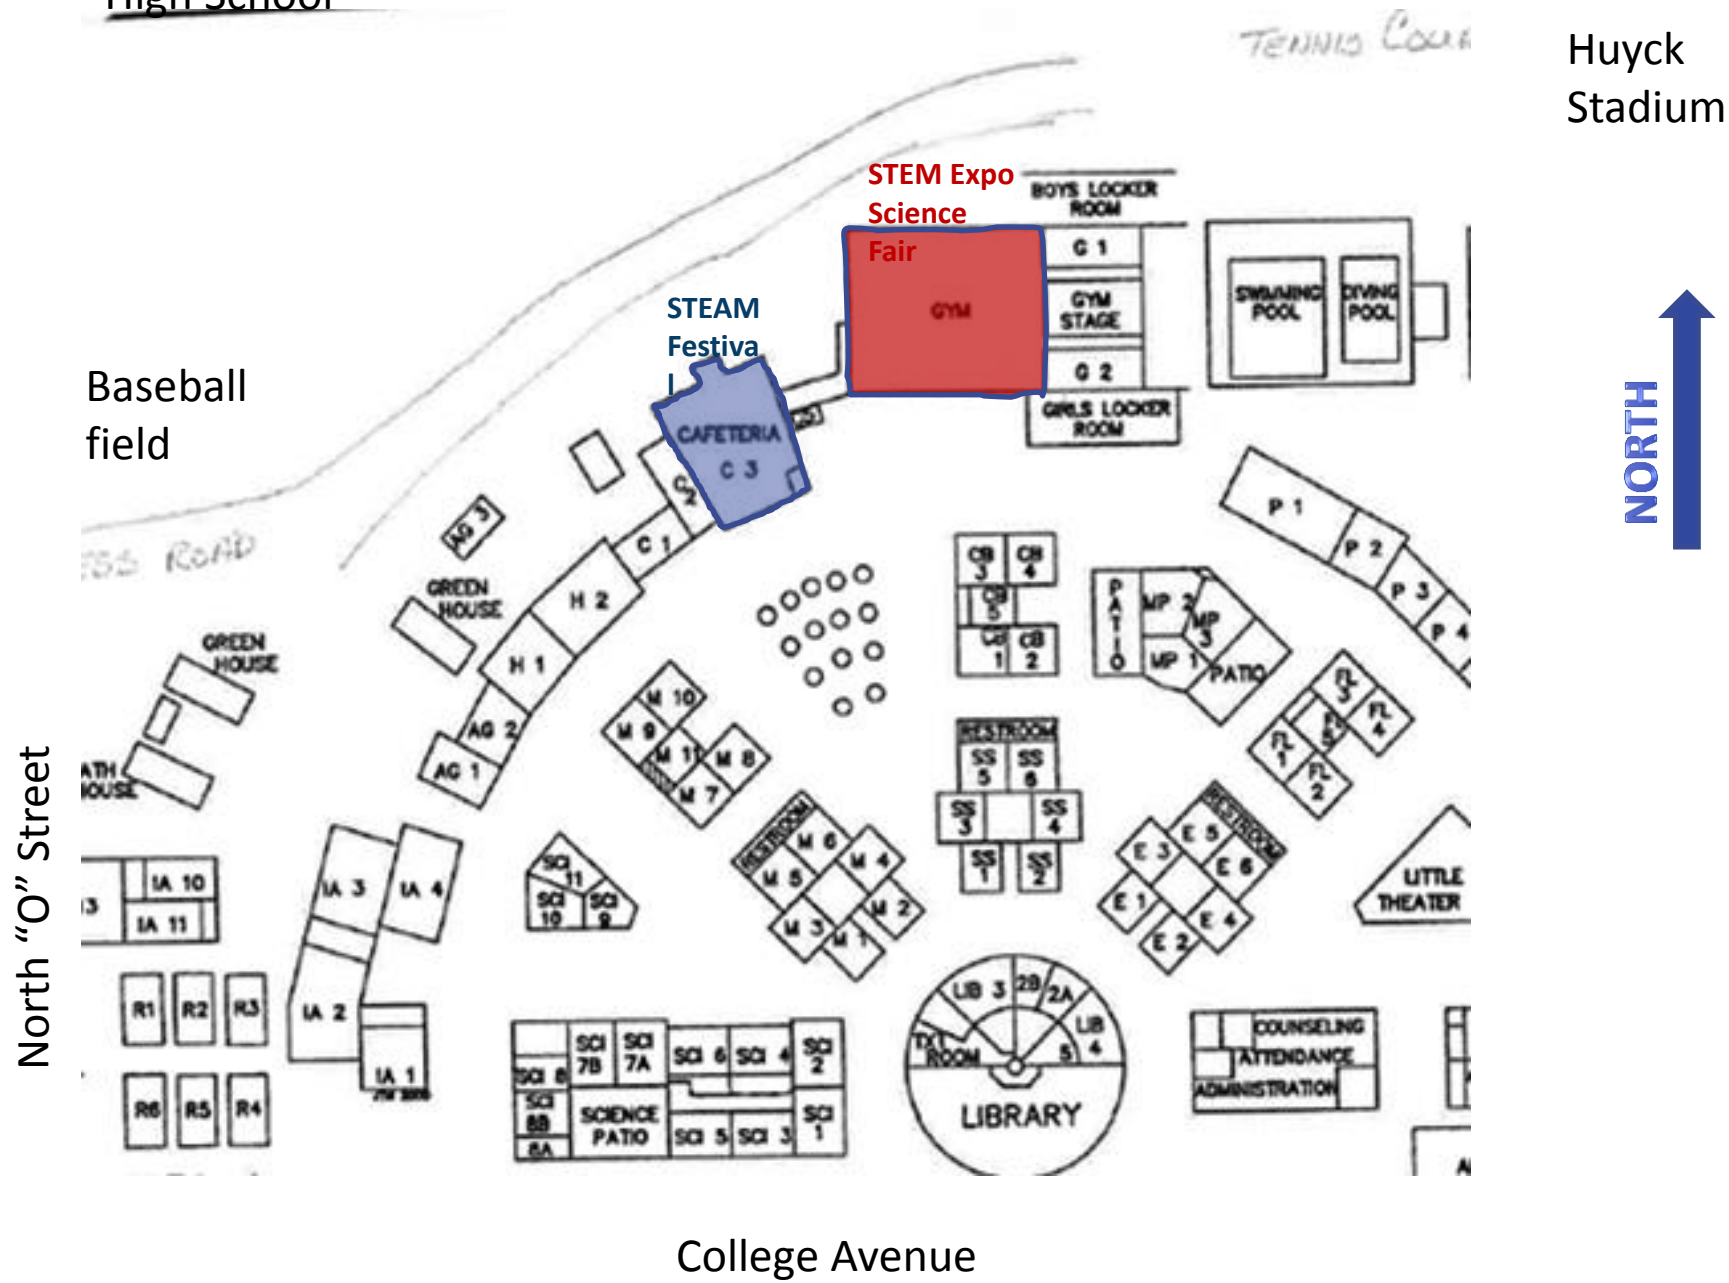 High School
TENNIS
Huyck
Stadium
STEM Expo
Science
Fair
BOYS LOCKER
ROOM
G 1
GYM
GYM
STAGE
G 2
GIRLS LOCKER
ROOM
SWIMMING
POOL
DIVING
POOL
NORTH
STEAM
Festiva
l
CAFETERIA
C 3
C
2
C 1
Baseball
field
ESS ROAD
AG 3
GREEN
HOUSE
H 2
H 1
AG 2
AG 1
GREEN
HOUSE
ATH
HOUSE
P 1
P 2
P 3
P 4
CB
3
CB
4
CB
5
CB
1
CB
2
PATIO
MP 2
MP
3
MP 1
PATIO
FL
3
FL
4
FL
5
FL
1
FL
2
M 10
M 9
M 11
M 8
M 7
RESTROOM
M 6
M 5
M 4
M 3
M 2
M 1
RESTROOM
SS
5
SS
6
SS
3
SS
4
SS
1
SS
2
RESTROOM
E 5
E 3
E 6
E 1
E 4
E 2
LITTLE
THEATER
North “O” Street
IA 10
IA 11
13
IA 3
IA 4
IA 2
IA 1
SCI
11
SCI
10
SCI
9
R1
R2
R3
R6
R5
R4
SCI
7B
SCI
7A
SCI 6
SCI 4
SCI
2
SCI 8
SCI
8B
8A
SCIENCE
PATIO
SCI 5
SCI 3
SCI
1
LIB 3
2B
2A
LIB
4
5
TXT
ROOM
LIBRARY
COUNSELING
ATTENDANCE
ADMINISTRATION
College Avenue